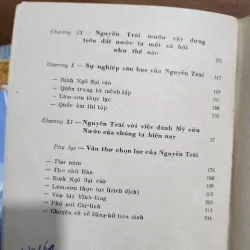 Chương IX — Nguyễn Trãi muốn xây dựng
trên đất nước ta một xã hội
như thế nào
Chương X — Sự nghiệp văn học của Nguyễn Trãi
— Bình Ngô đại cáo
— Quân trung từ mệnh tập
— Lam-sơn thực lục
— Quốc âm thi tập
Chương XI — Nguyễn Trãi với việc đánh Mỹ cứu
Nước của chúng ta hiện nay
Phụ lục — Văn thơ chọn lọc của Nguyễn Trãi
— Thơ nôm
— Thơ chữ Hán
— Bình Ngô đại cáo
— Lam-sơn thực lục (trích dịch)
— Văn bia Vĩnh-lăng
— Phú núi Chí-linh
— Chuyện cũ về Băng-hồ tiên sinh